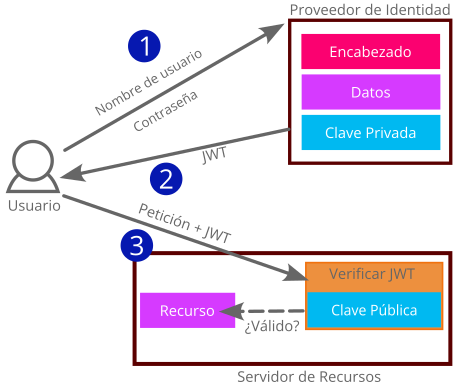 Proveedor de Identidad
1
Encabezado
Nombre de usuario
Datos
Contraseña
Clave Privada
JWT
2
Usuario
Petición + JWT
3
Verificar JWT
Recurso
Clave Pública
¿Válido?
Servidor de Recursos